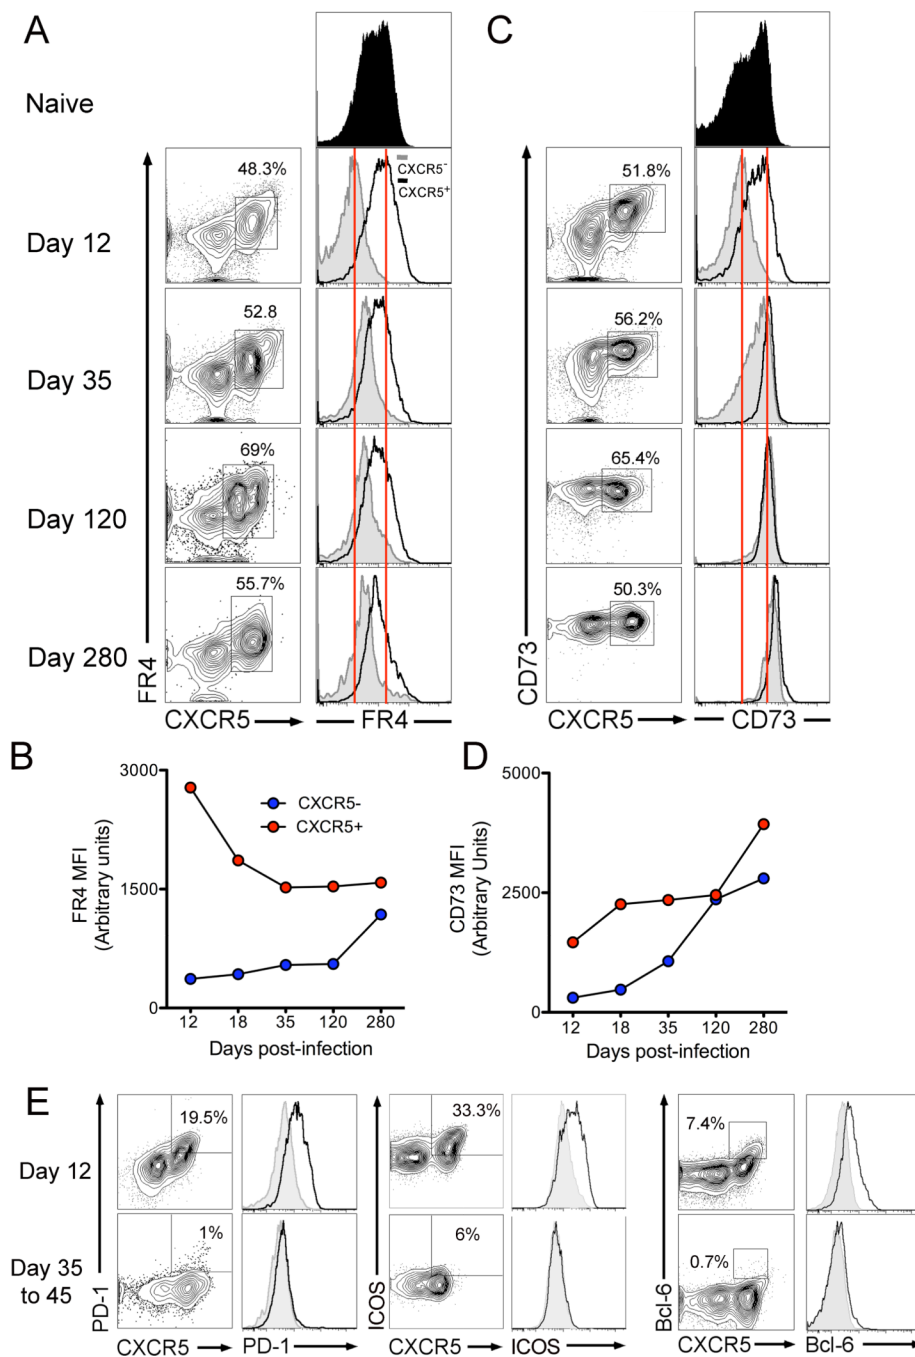 A
C
Naive
CXCR5-
CXCR5+
48.3%
51.8%
Day 12
52.8
56.2%
Day 35
69%
65.4%
Day 120
55.7%
50.3%
Day 280
FR4
CXCR5
FR4
CD73
CXCR5
CD73
B
3000
1500
0
FR4 MFI
(Arbitrary Units)
CXCR5-
CXCR5+
12 18 35 120 280
Days post-infection
D
5000
2500
0
CD73 MFI
(Arbitrary Units)
12 18 35 120 280
Days post-infection
E
Day 12
19.5%
33.3%
7.4%
Day 35
to 45
1%
6%
0.7%
PD-1
CXCR5
PD-1
ICOS
CXCR5
ICOS
Bcl-6
CXCR5
Bcl-6